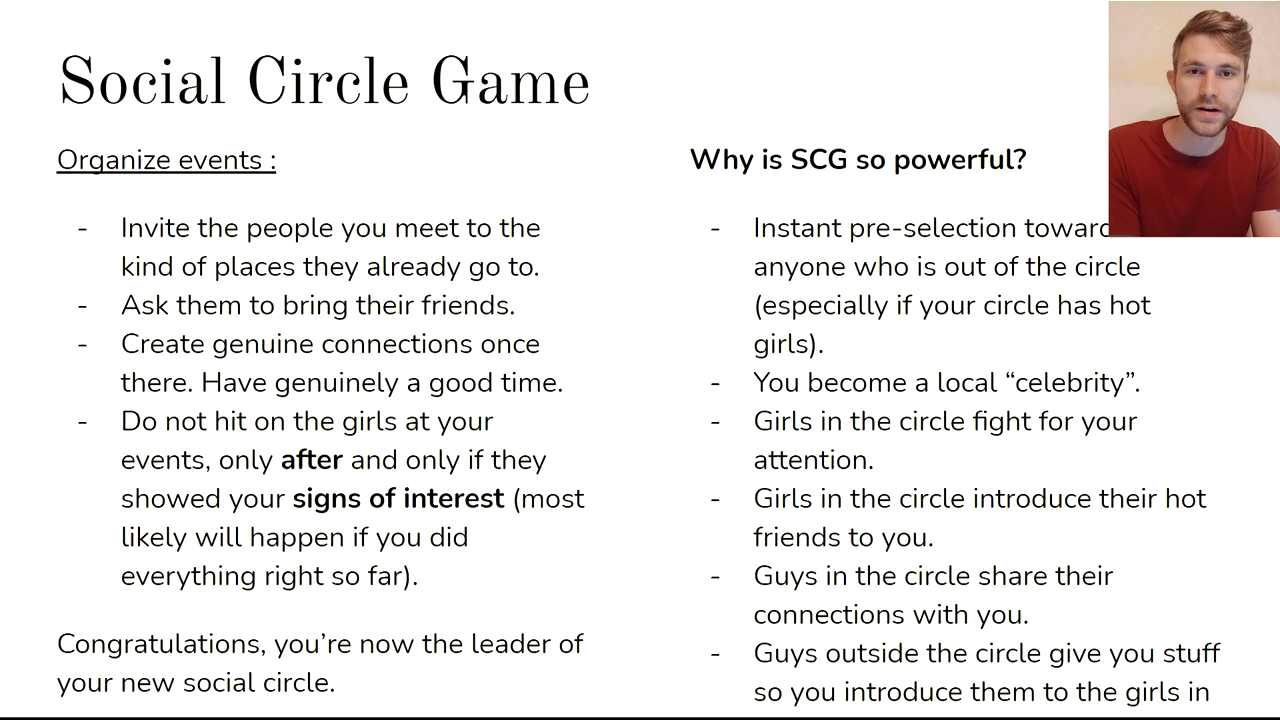 Social Circle Game
Organize events :
- Invite the people you meet to the
kind of places they already go to.
- Ask them to bring their friends.
- Create genuine connections once
there. Have genuinely a good time.
- Do not hit on the girls at your
events, only after and only if they
showed your signs of interest (most
likely will happen if you did
everything right so far).
Congratulations, you’re now the leader of
your new social circle.
Why is SCG so powerful?
- Instant pre-selection
anyone who is out of the circle
(especially if your circle has hot
girls).
- You become a local “celebrity”.
- Girls in the circle fight for your
attention.
- Girls in the circle introduce their hot
friends to you.
- Guys in the circle share their
connections with you.
- Guys outside the circle give you stuff
so you introduce them to the girls in